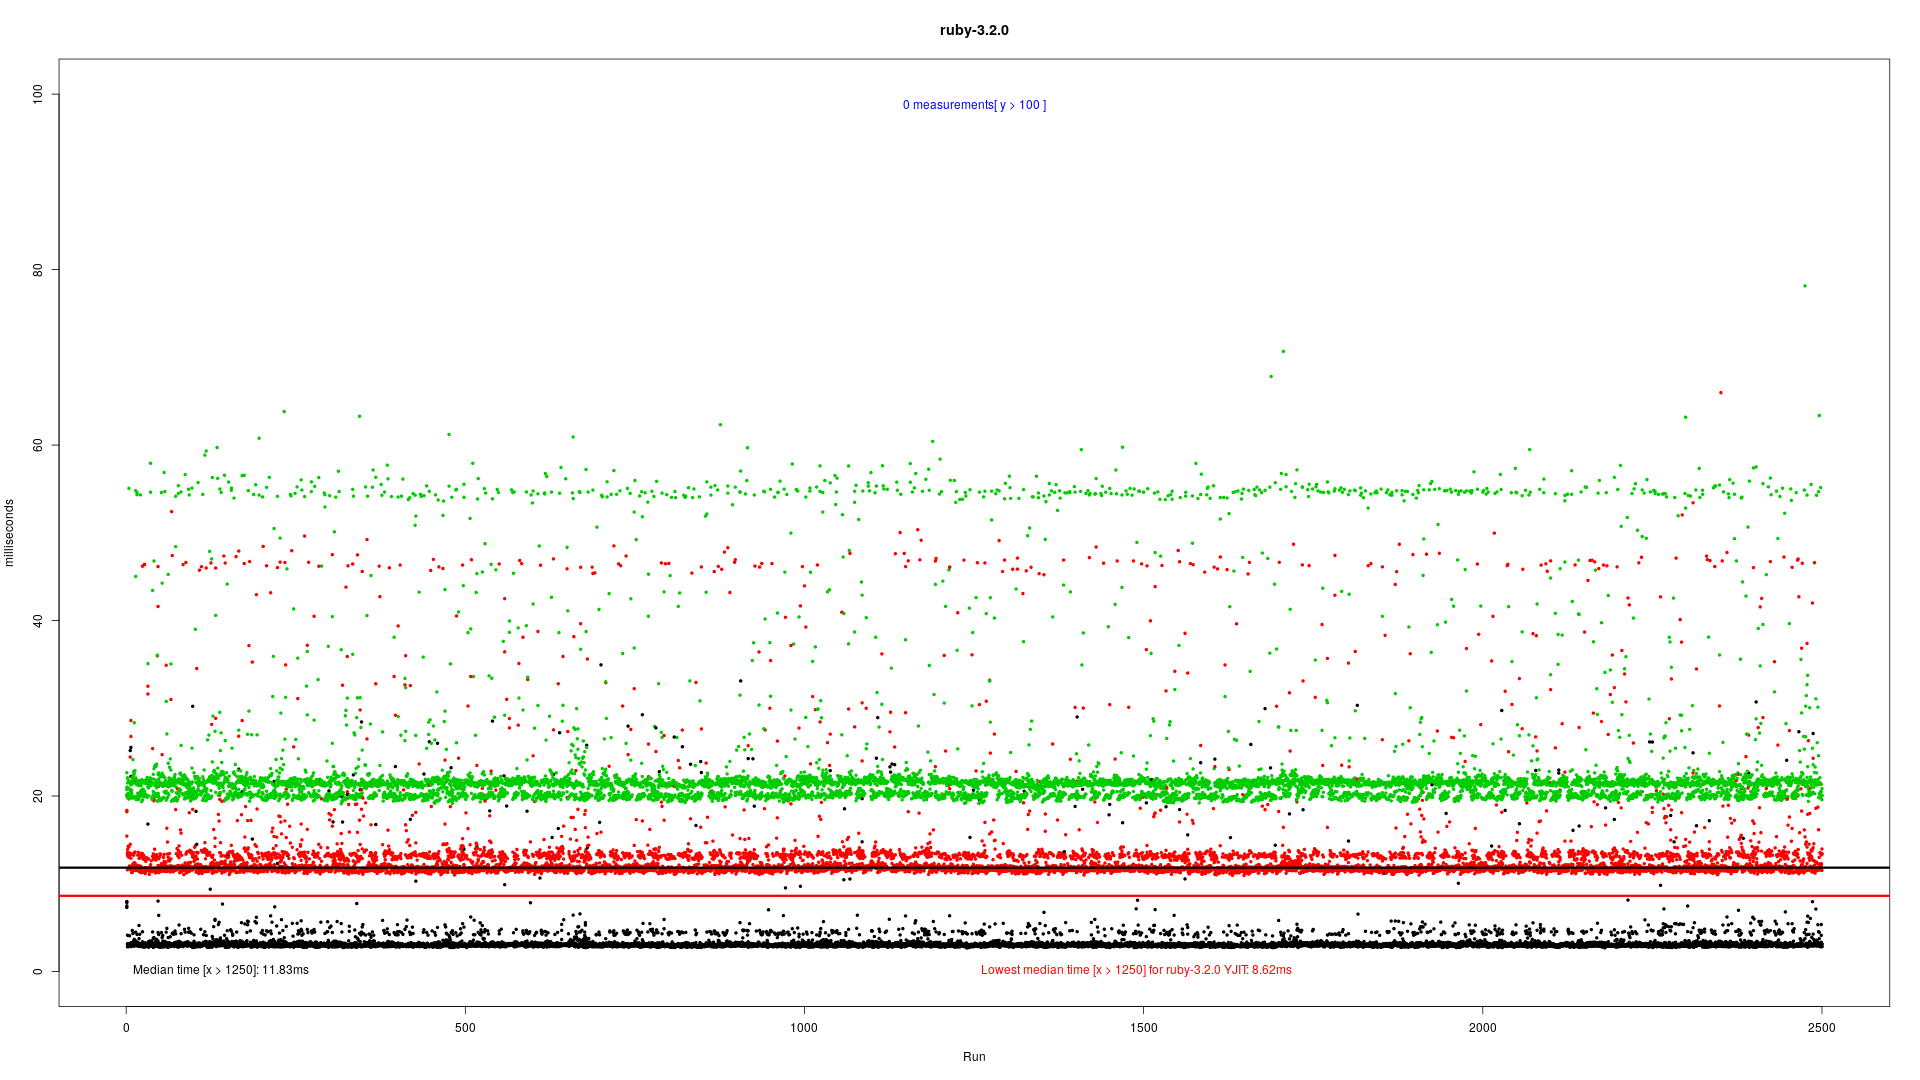 ruby-3.2.0
0 measurements[ y > 100 ]
milliseconds
100
80
60
40
20
0
Median time [x > 1250]: 11.83ms
Lowest median time [x > 1250] for ruby-3.2.0 YJIT: 8.62ms
0
500
1000
1500
2000
2500
Run